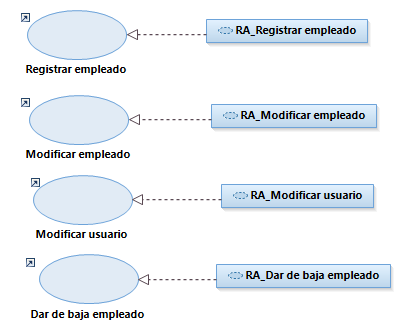 RA_Registrar empleado
Registrar empleado
RA_Modificar empleado
Modificar empleado
RA_Modificar usuario
Modificar usuario
RA_Dar de baja empleado
Dar de baja empleado